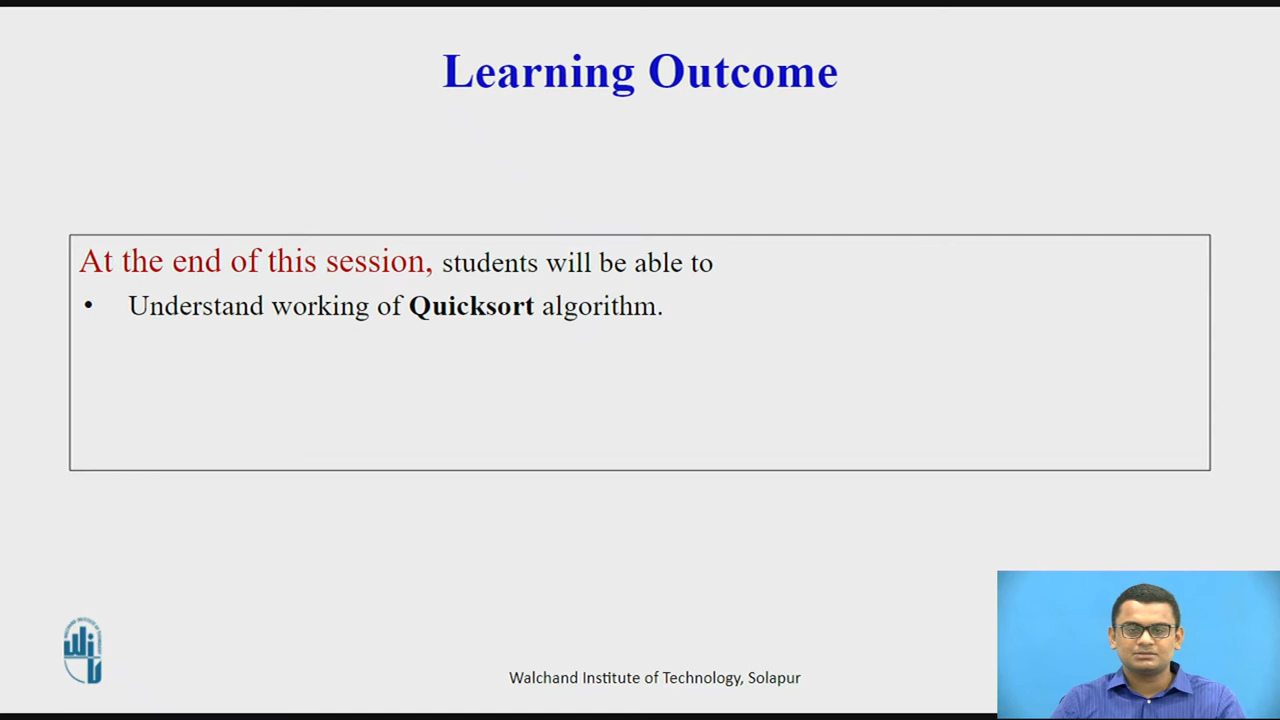 Learning Outcome
At the end of this session, students will be able to
• Understand working of Quicksort algorithm.
Walchand Institute of Technology, Solapur